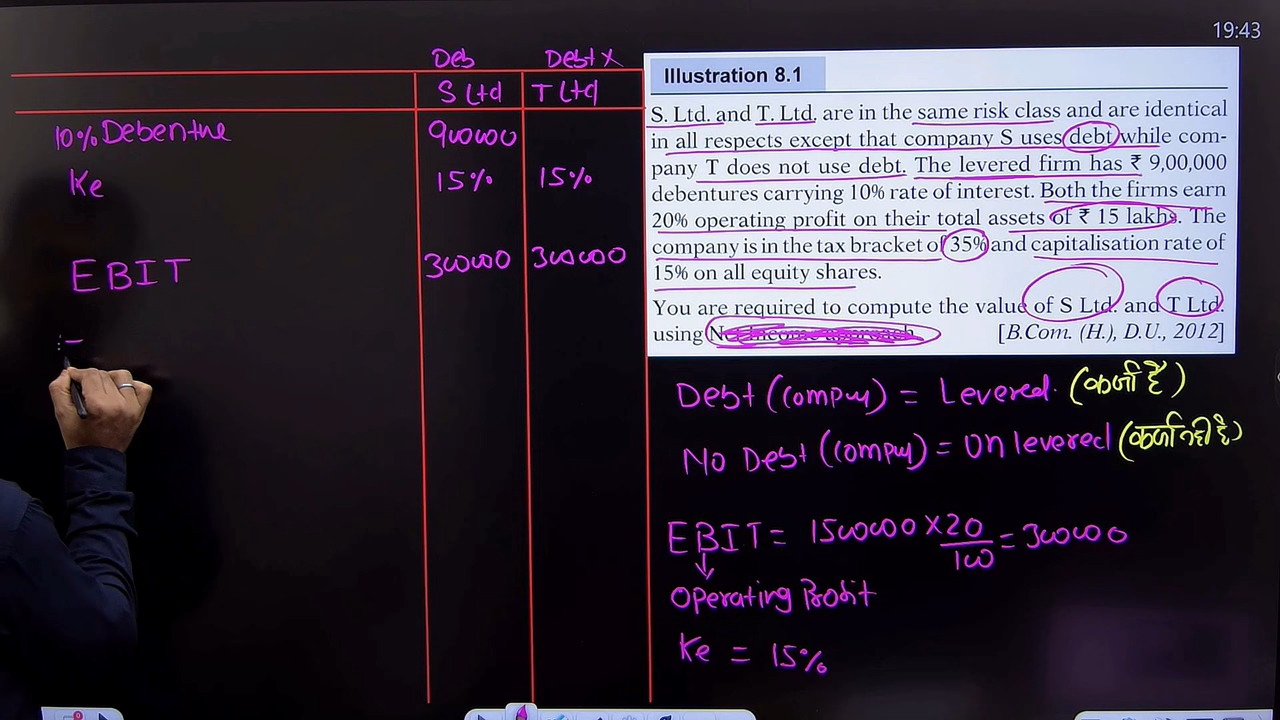 19:43
Deb Debt X
S Ltd T Ltd
10% Debenture 900000
Ke 15% 15%
EBIT 300000 300000
Illustration 8.1
S. Ltd. and T. Ltd. are in the same risk class and are identical
in all respects except that company S uses debt while com-
pany T does not use debt. The levered firm has ₹ 9,00,000
debentures carrying 10% rate of interest. Both the firms earn
20% operating profit on their total assets of ₹ 15 lakhs. The
company is in the tax bracket of 35% and capitalisation rate of
15% on all equity shares.
You are required to compute the value of S Ltd. and T Ltd.
using Net Income approach [B.Com. (H.), D.U., 2012]
Debt (company) = Levered. (कर्जा है)
No Debt (company) = Unlevered (कर्जा नही है)
EBIT = 1500000 × 20/100 = 300000
↓
Operating Profit
Ke = 15%